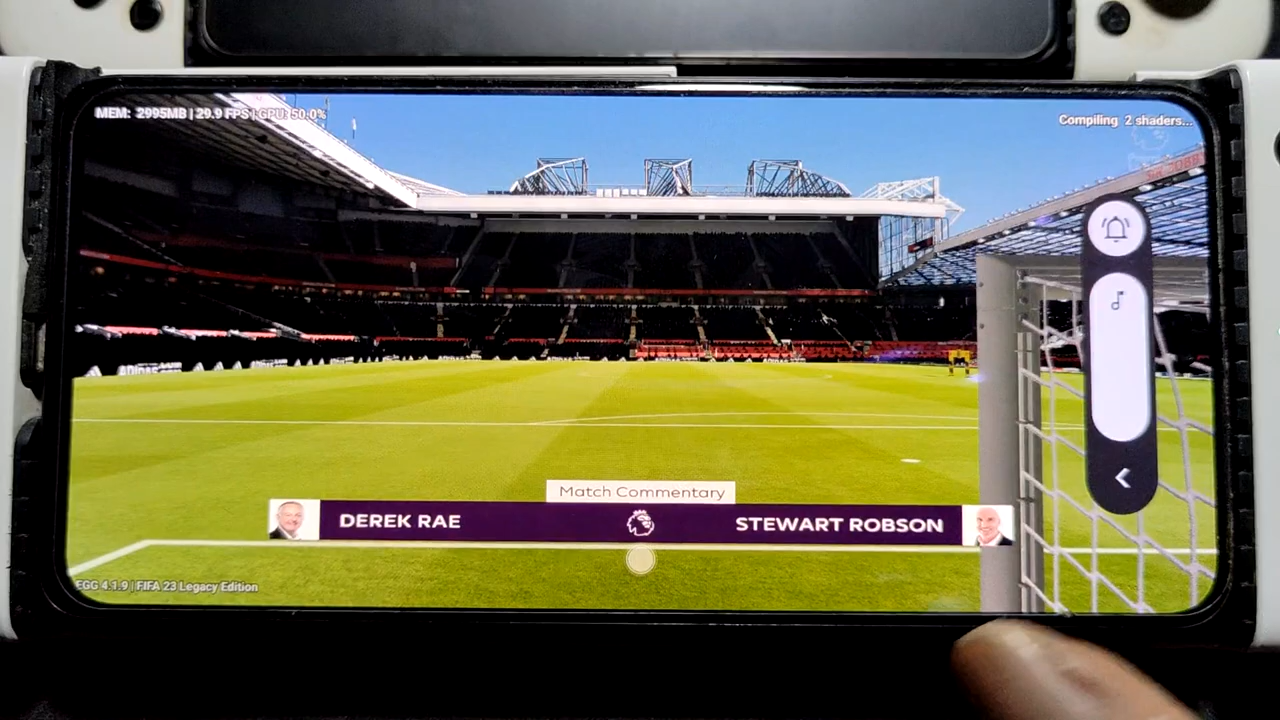 MEM: 2995MB | 29.9 FPS | GPU: 50.0%
Compiling 2 shaders...
ADIDAS
Match Commentary
DEREK RAE
STEWART ROBSON
EGG 4.1.9 | FIFA 23 Legacy Edition